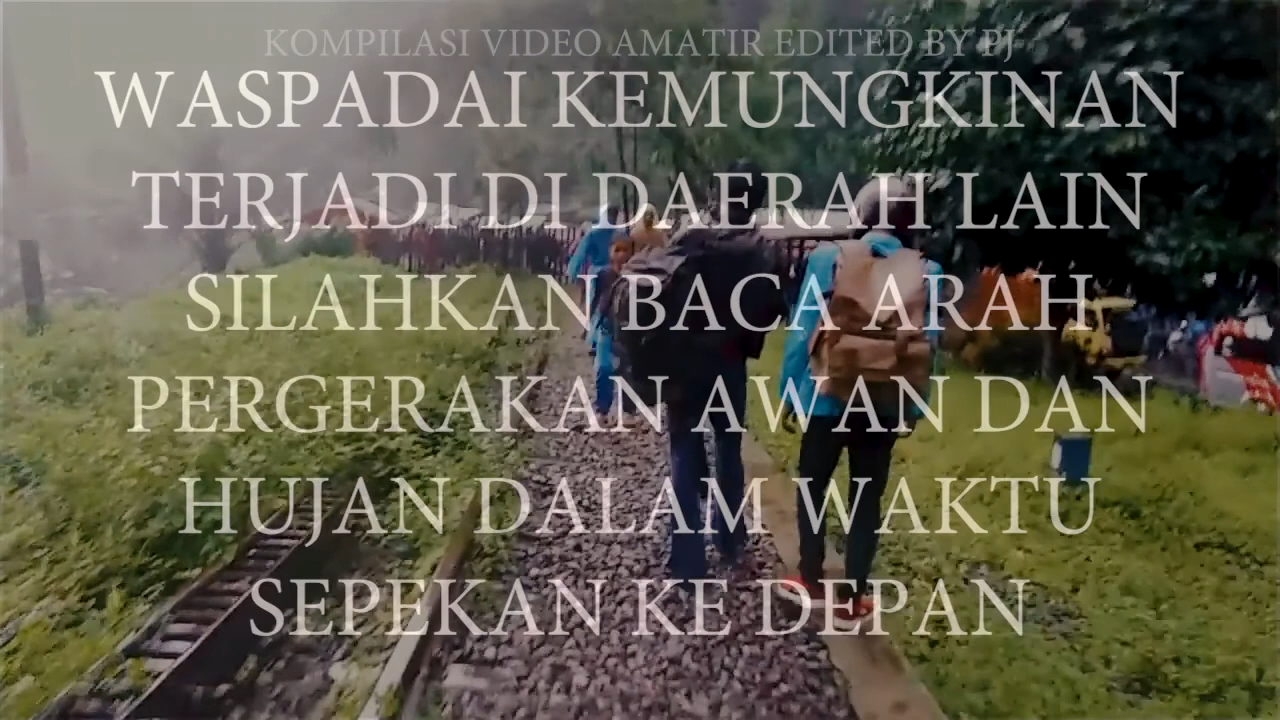 KOMPILASI VIDEO AMATIR EDITED BY PJ
WASPADAI KEMUNGKINAN
TERJADI DI DAERAH LAIN
SILAHKAN BACA ARAH
PERGERAKAN AWAN DAN
HUJAN DALAM WAKTU
SEPEKAN KE DEPAN